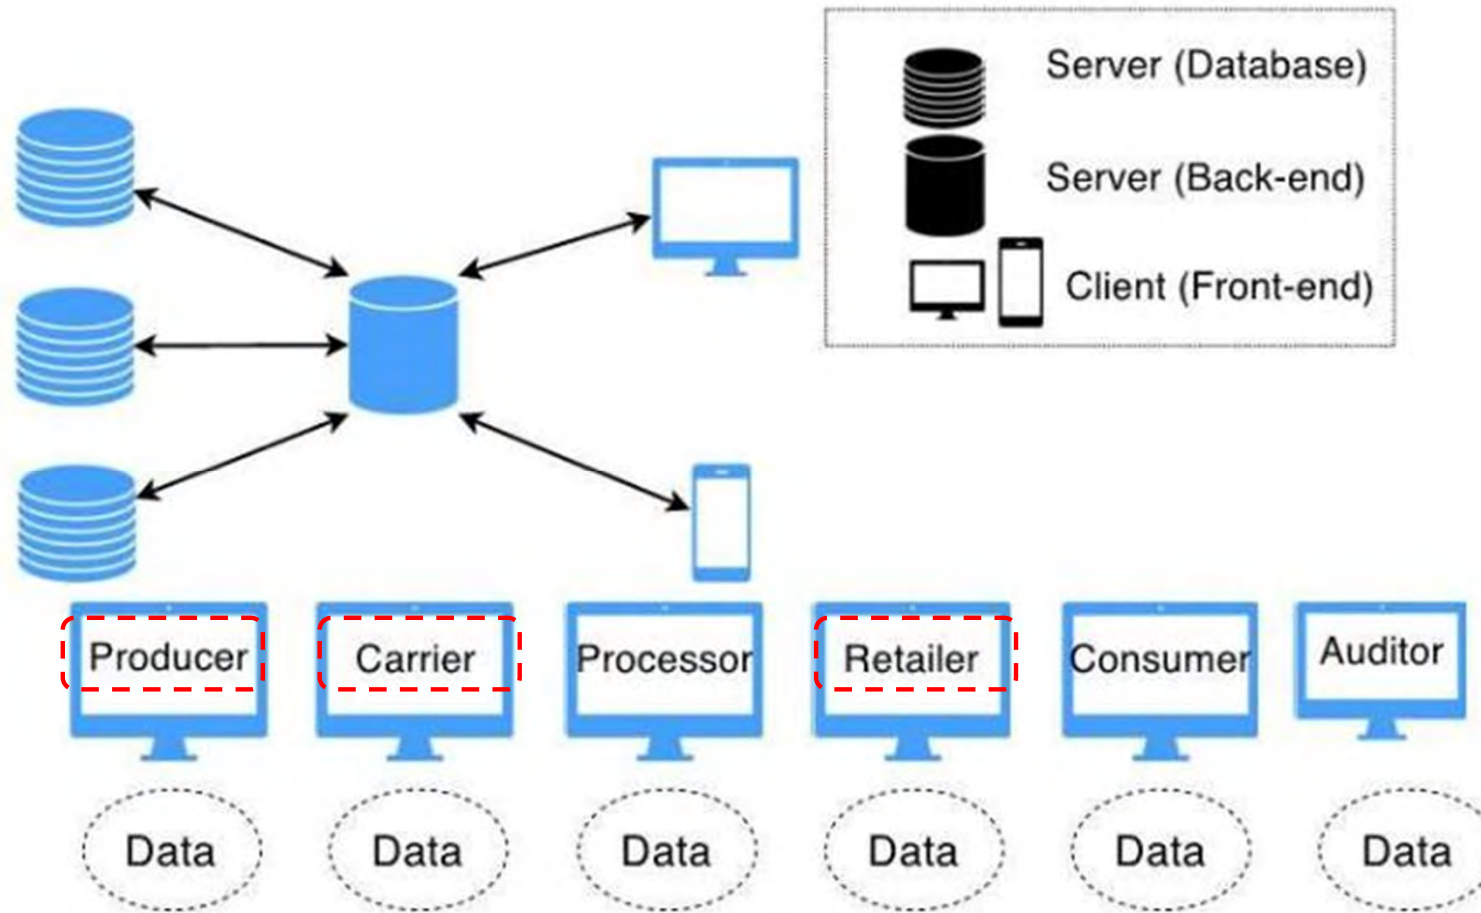 Server (Database)
Server (Back-end)
Client (Front-end)
Producer
Carrier
Processor
Retailer
Consumer
Auditor
Data
Data
Data
Data
Data
Data